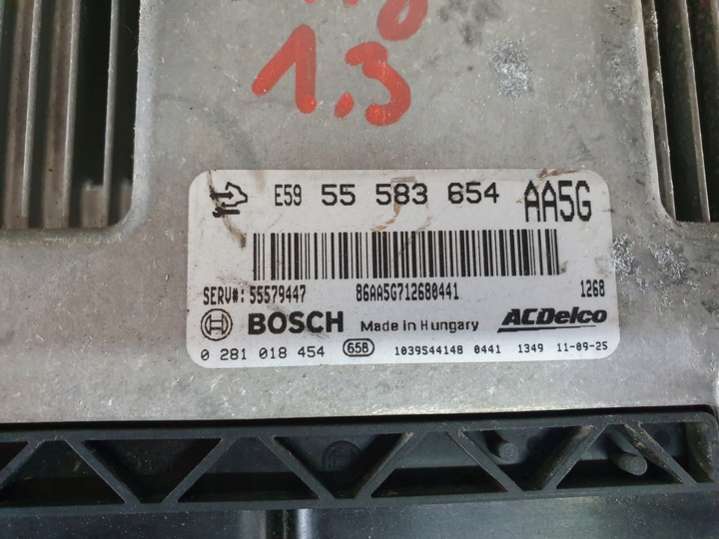 1.3
E59 55 583 654 AA5G
SERV#: 55579447 86AA5G712680441 1268
BOSCH Made in Hungary ACDelco
0 281 018 454 65B 1039S44148 0441 1349 11-09-25